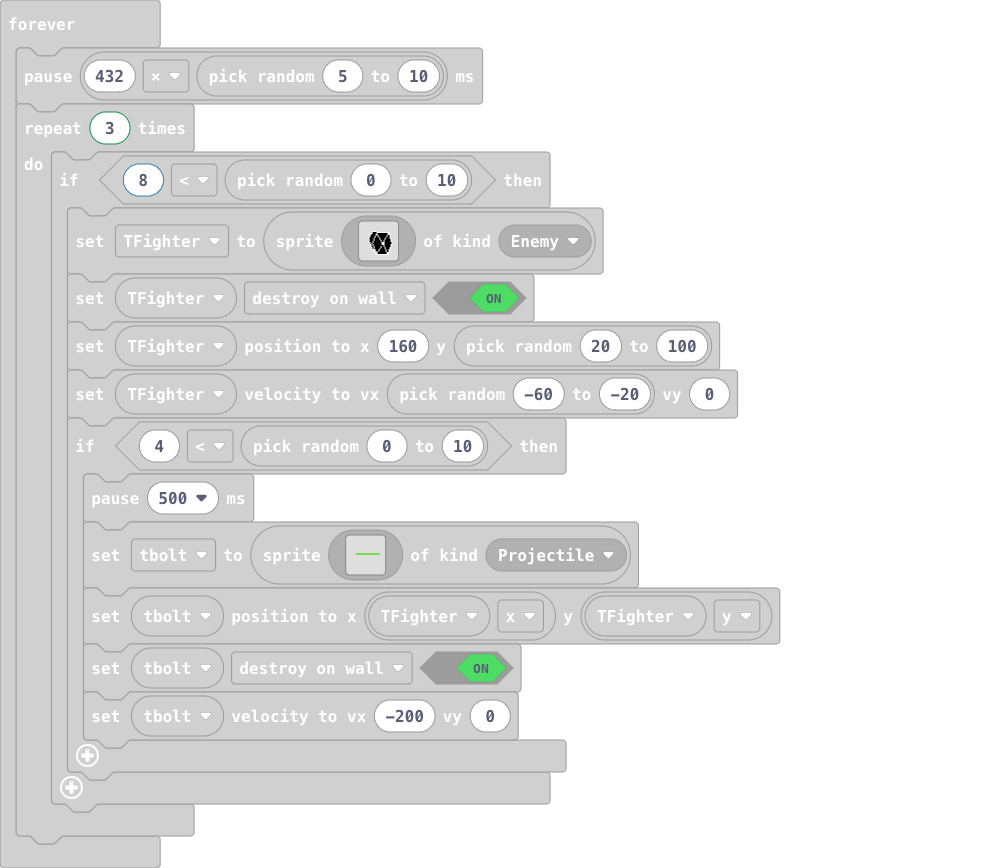 forever
pause 432 × pick random 5 to 10 ms
repeat 3 times
do
if 8 < pick random 0 to 10 then
set TFighter to sprite of kind Enemy
set TFighter destroy on wall ON
set TFighter position to x 160 y pick random 20 to 100
set TFighter velocity to vx pick random -60 to -20 vy 0
if 4 < pick random 0 to 10 then
pause 500 ms
set tbolt to sprite of kind Projectile
set tbolt position to x TFighter x y TFighter y
set tbolt destroy on wall ON
set tbolt velocity to vx -200 vy 0